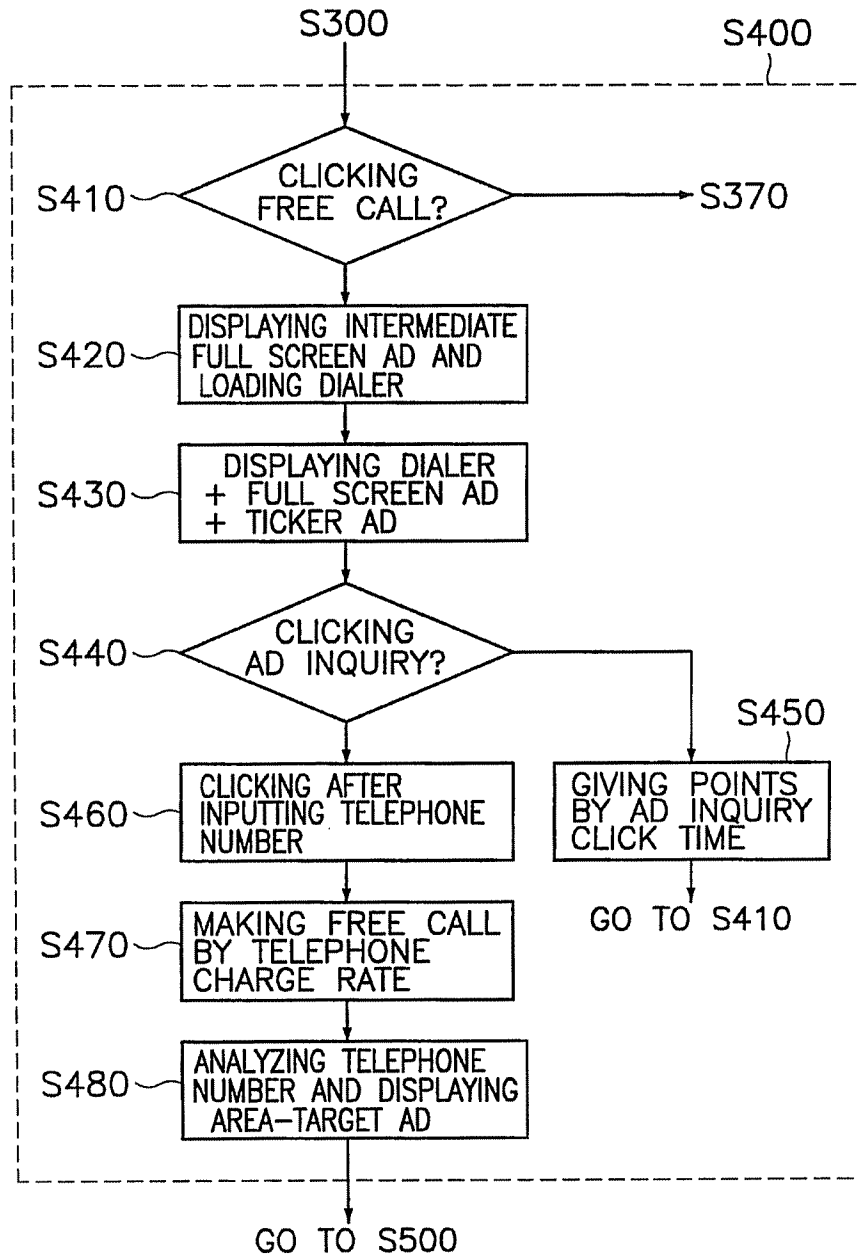 S300
S400
S410
CLICKING
FREE CALL?
S370
S420
DISPLAYING INTERMEDIATE
FULL SCREEN AD AND
LOADING DIALER
S430
DISPLAYING DIALER
+ FULL SCREEN AD
+ TICKER AD
S440
CLICKING
AD INQUIRY?
S450
GIVING POINTS
BY AD INQUIRY
CLICK TIME
GO TO S410
S460
CLICKING AFTER
INPUTTING TELEPHONE
NUMBER
S470
MAKING FREE CALL
BY TELEPHONE
CHARGE RATE
S480
ANALYZING TELEPHONE
NUMBER AND DISPLAYING
AREA-TARGET AD
GO TO S500